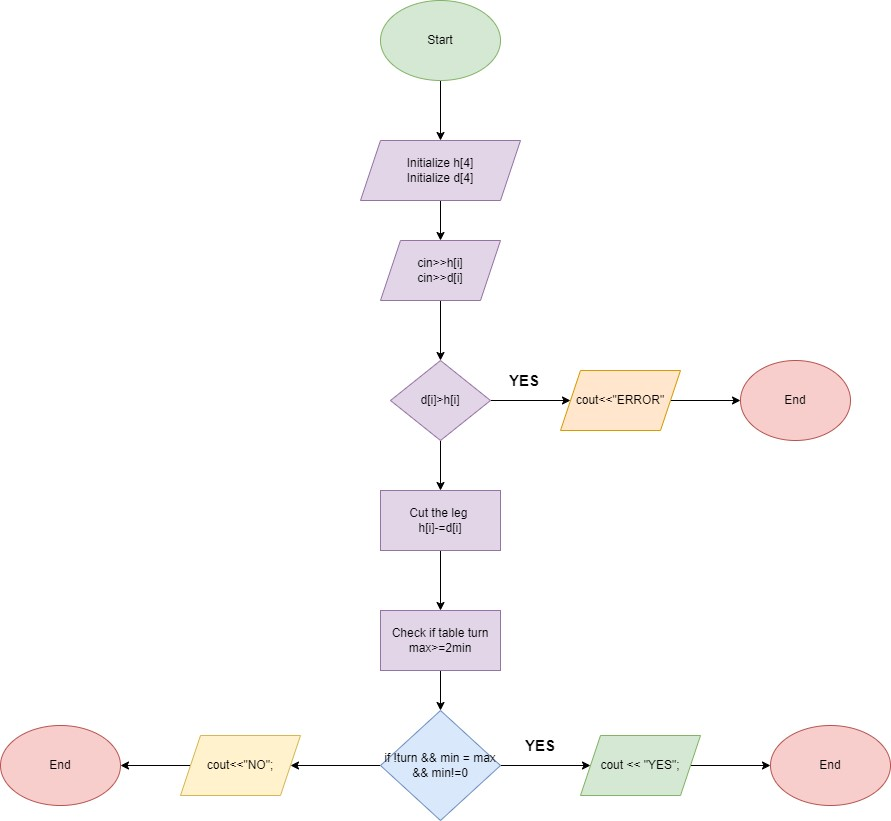 Start
Initialize h[4]
Initialize d[4]
cin>>h[i]
cin>>d[i]
d[i]>h[i]
YES
cout<<"ERROR"
End
Cut the leg
h[i]-=d[i]
Check if table turn
max>=2min
if !turn && min = max
&& min!=0
YES
cout << "YES";
End
cout<<"NO";
End